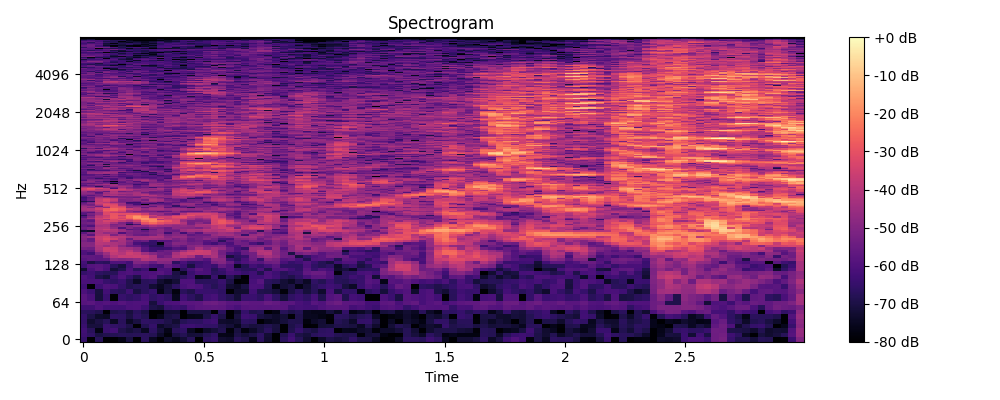 Spectrogram
Hz
4096
2048
1024
512
256
128
64
0
0
0.5
1
1.5
2
2.5
Time
+0 dB
-10 dB
-20 dB
-30 dB
-40 dB
-50 dB
-60 dB
-70 dB
-80 dB